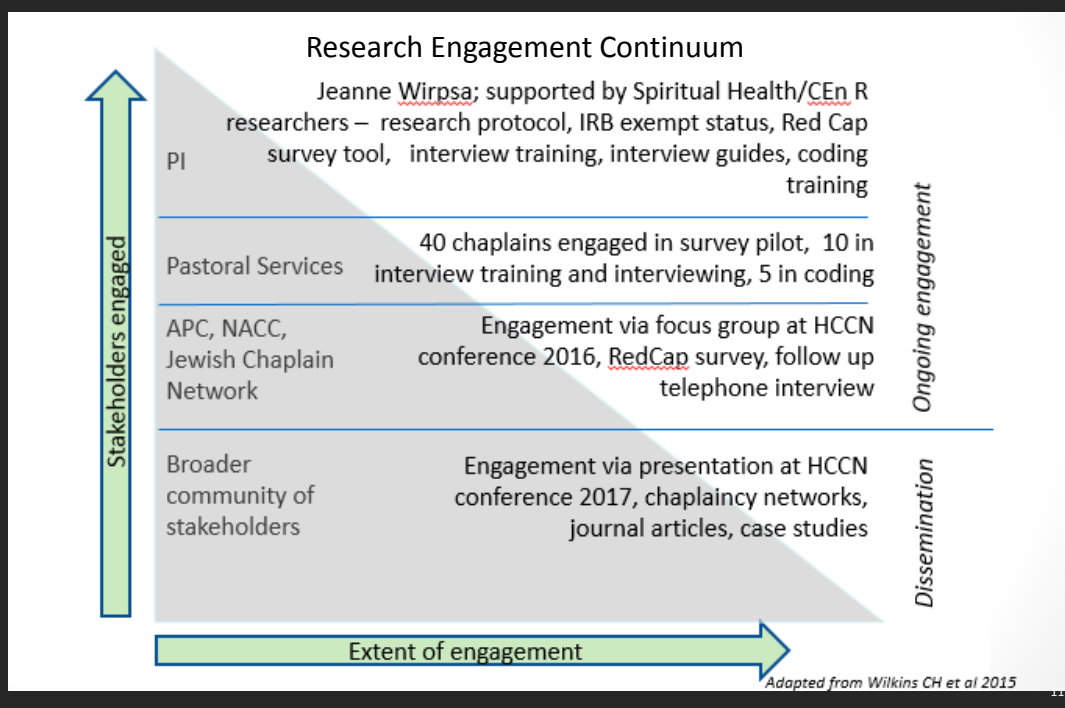 Research Engagement Continuum
Jeanne Wirpsa; supported by Spiritual Health/CEn R
researchers – research protocol, IRB exempt status, Red Cap
survey tool, interview training, interview guides, coding
training
PI
40 chaplains engaged in survey pilot, 10 in
interview training and interviewing, 5 in coding
Pastoral Services
APC, NACC,
Jewish Chaplain
Network
Engagement via focus group at HCCN
conference 2016, RedCap survey, follow up
telephone interview
Broader
community of
stakeholders
Engagement via presentation at HCCN
conference 2017, chaplaincy networks,
journal articles, case studies
Stakeholders engaged
Ongoing engagement
Dissemination
Extent of engagement
Adapted from Wilkins CH et al 2015
11